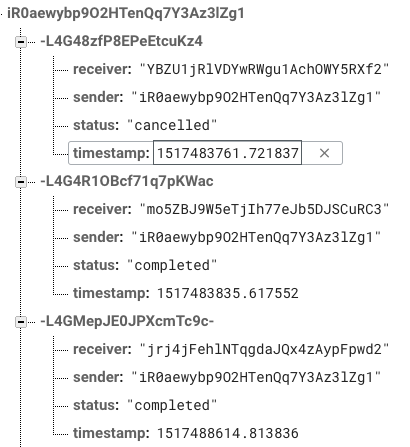 iR0aewybp9O2HTenQq7Y3Az3lZg1
-L4G48zfP8EPeEtcuKz4
receiver: "YBZU1jRlVDYwRWgu1AchOWY5RXf2"
sender: "iR0aewybp9O2HTenQq7Y3Az3lZg1"
status: "cancelled"
timestamp: 1517483761.721837 ×
-L4G4R1OBcf71q7pKWac
receiver: "mo5ZBJ9W5eTjIh77eJb5DJSCuRC3"
sender: "iR0aewybp9O2HTenQq7Y3Az3lZg1"
status: "completed"
timestamp: 1517483835.617552
-L4GMepJE0JPXcmTc9c-
receiver: "jrj4jFehlNTqgdaJQx4zAypFpwd2"
sender: "iR0aewybp9O2HTenQq7Y3Az3lZg1"
status: "completed"
timestamp: 1517488614.813836